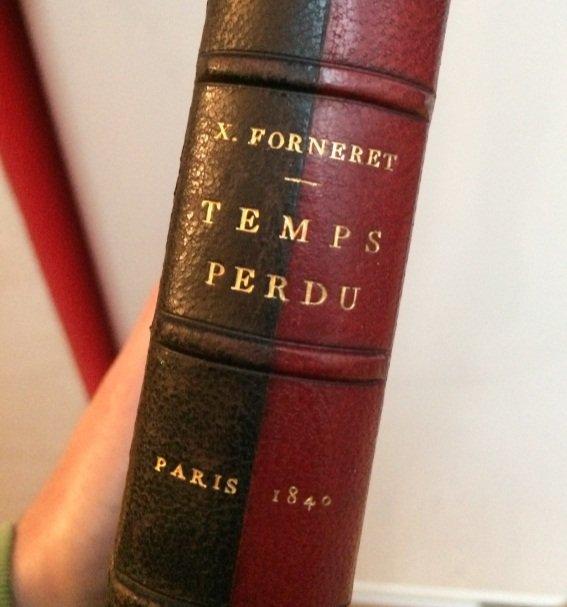 X. FORNERET
TEMPS
PERDU
PARIS 1840